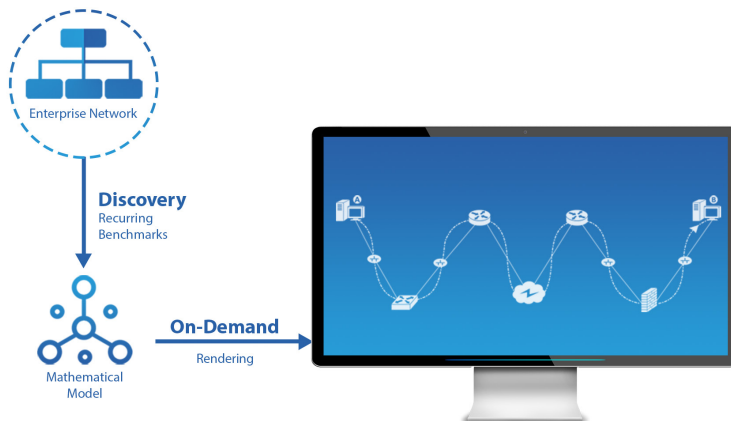 Enterprise Network
Discovery
Recurring
Benchmarks
Mathematical
Model
On-Demand
Rendering
A
B